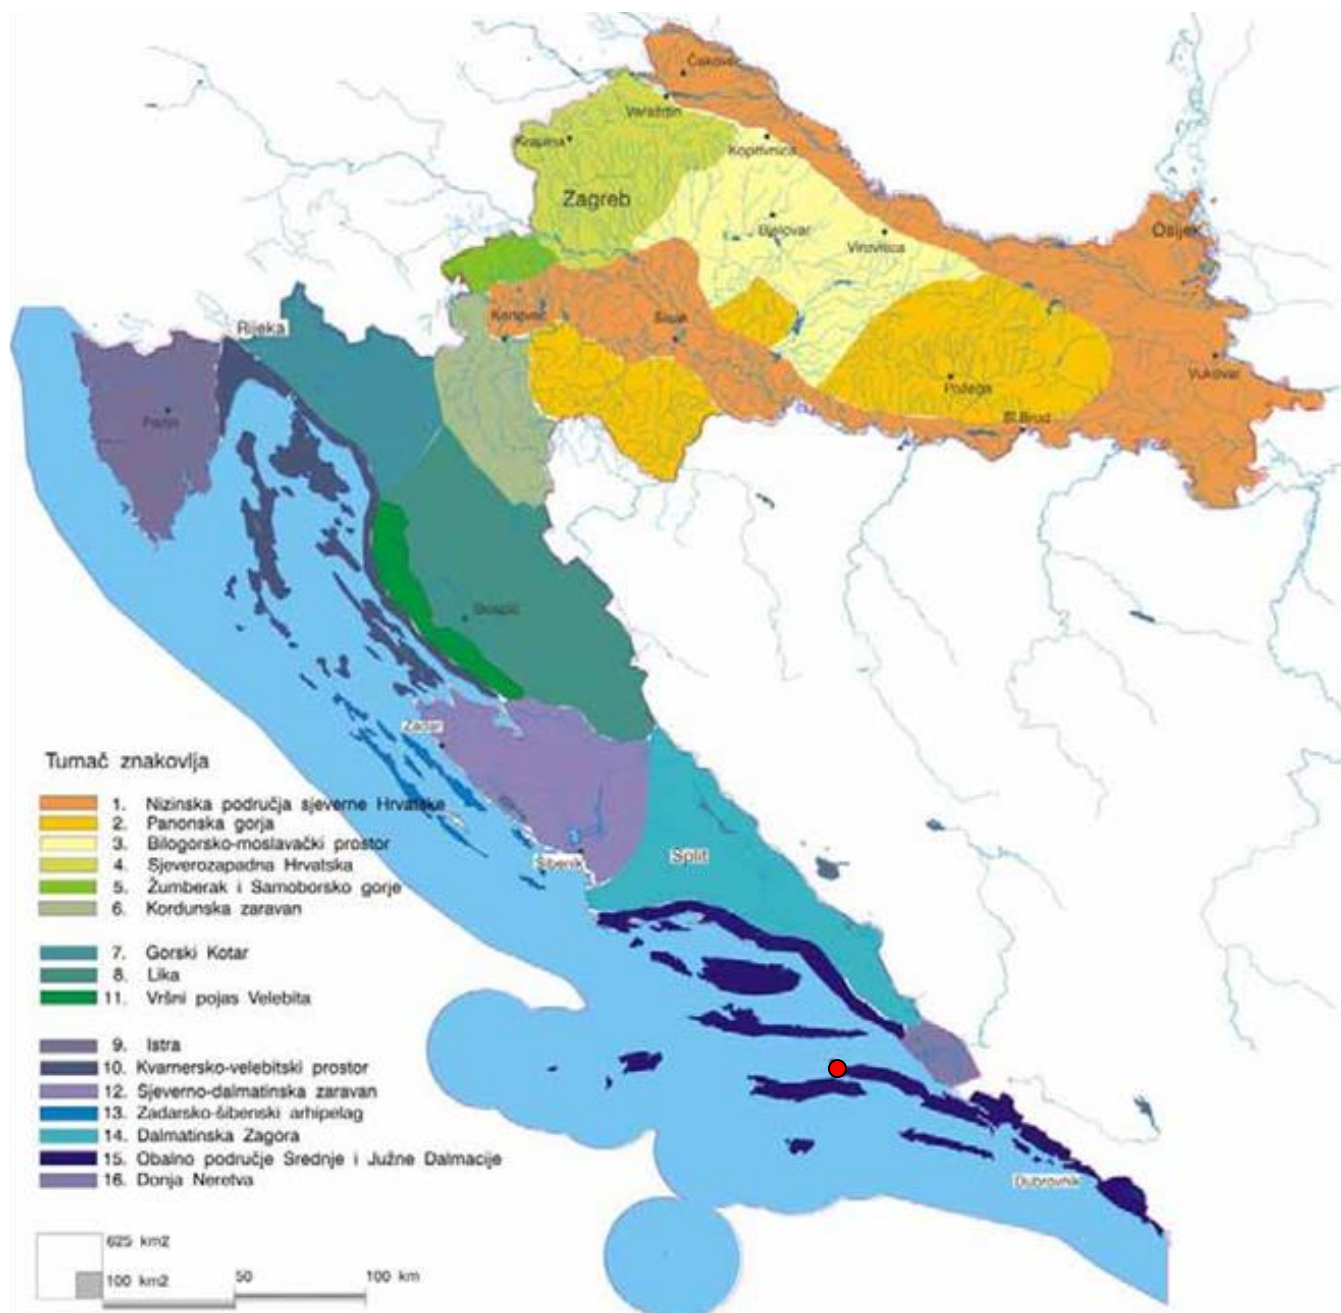 Čakovec
Varaždin
Krapina
Koprivnica
Zagreb
Bjelovar
Virovitica
Osijek
Karlovac
Sisak
Rijeka
Vukovar
Požega
Sl.Brod
Pazin
Gospić
Zadar
Split
Šibenik
Dubrovnik
Tumač znakovlja
1. Nizinska područja sjeverne Hrvatske
2. Panonska gorja
3. Bilogorsko-moslavački prostor
4. Sjeverozapadna Hrvatska
5. Žumberak i Samoborsko gorje
6. Kordunska zaravan
7. Gorski Kotar
8. Lika
11. Vršni pojas Velebita
9. Istra
10. Kvarnersko-velebitski prostor
12. Sjeverno-dalmatinska zaravan
13. Zadarsko-šibenski arhipelag
14. Dalmatinska Zagora
15. Obalno područje Srednje i Južne Dalmacije
16. Donja Neretva
625 km2
100 km2
50
100 km